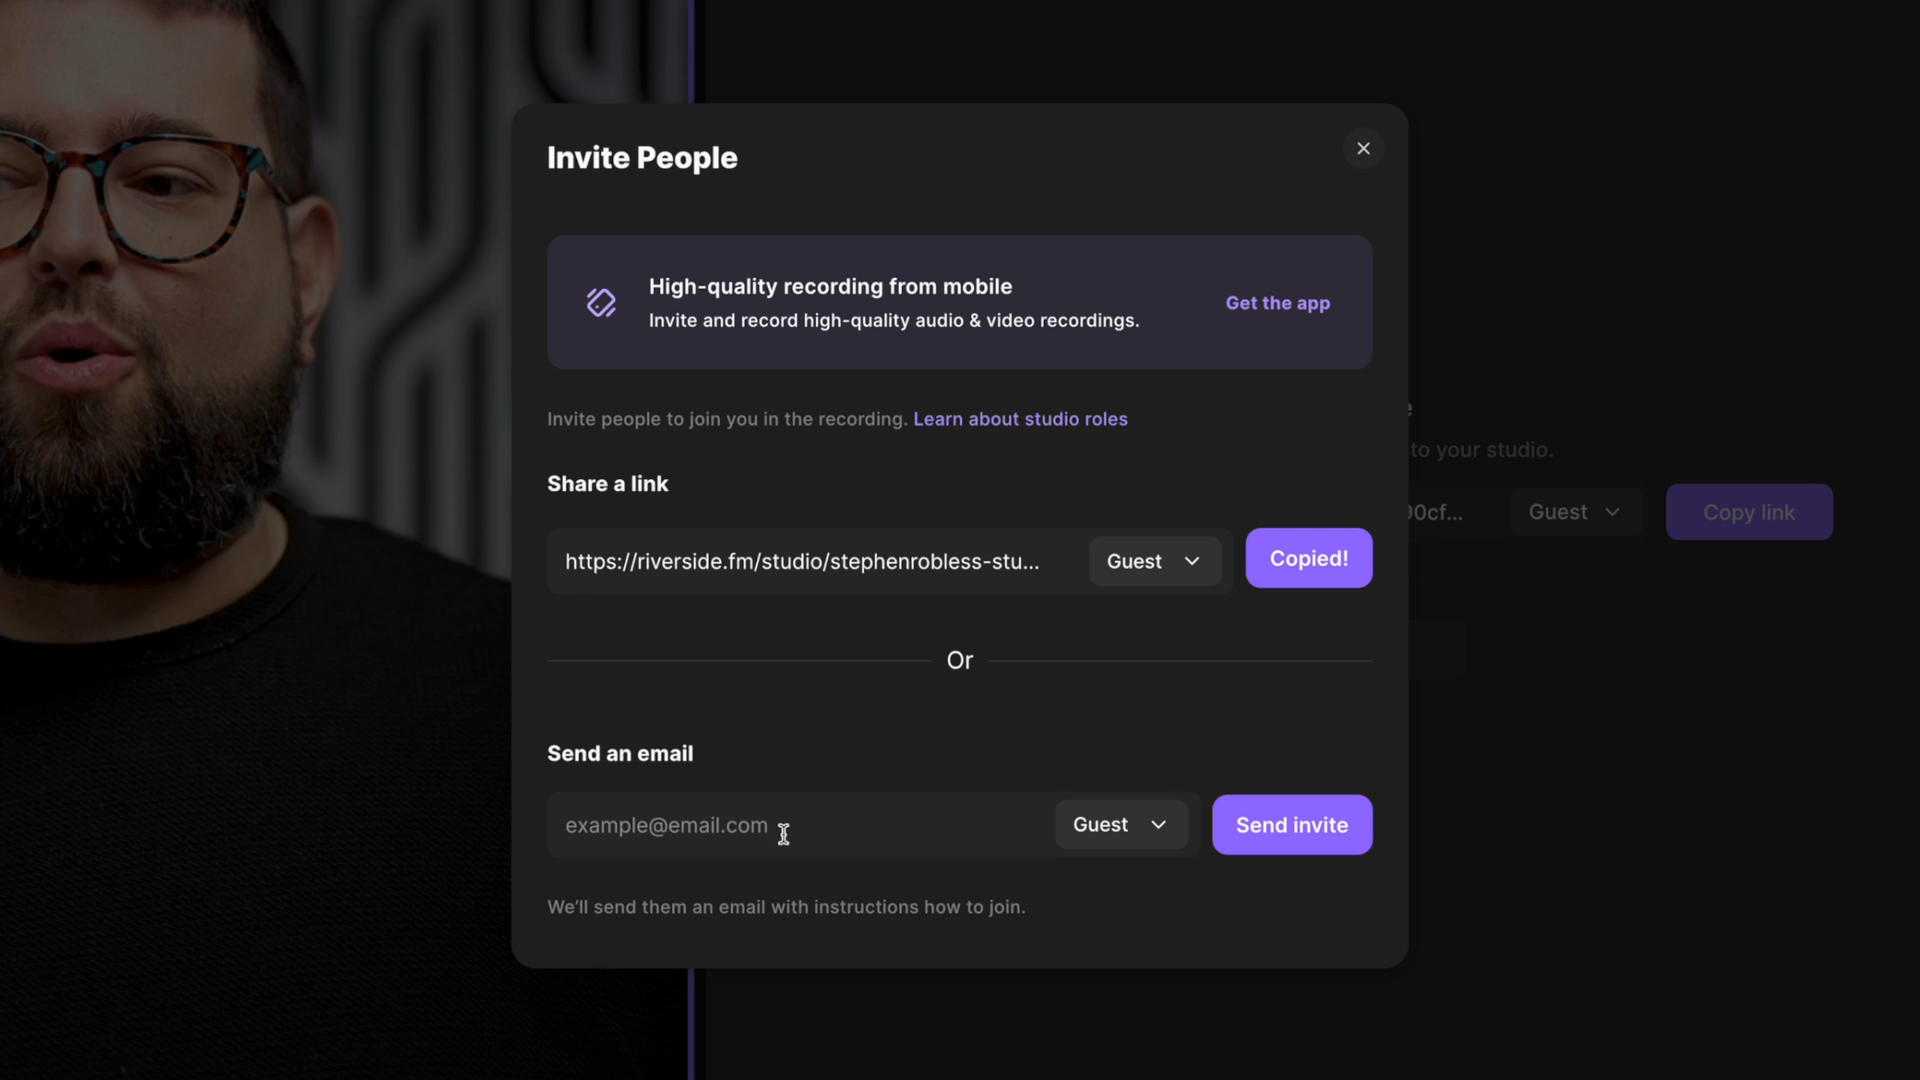 Invite People
High-quality recording from mobile
Invite and record high-quality audio & video recordings.
Get the app
Invite people to join you in the recording. Learn about studio roles
Share a link
https://riverside.fm/studio/stephenrobless-stu...
Guest
Copied!
Or
Send an email
example@email.com
Guest
Send invite
We'll send them an email with instructions how to join.
to your studio.
0cf...
Guest
Copy link